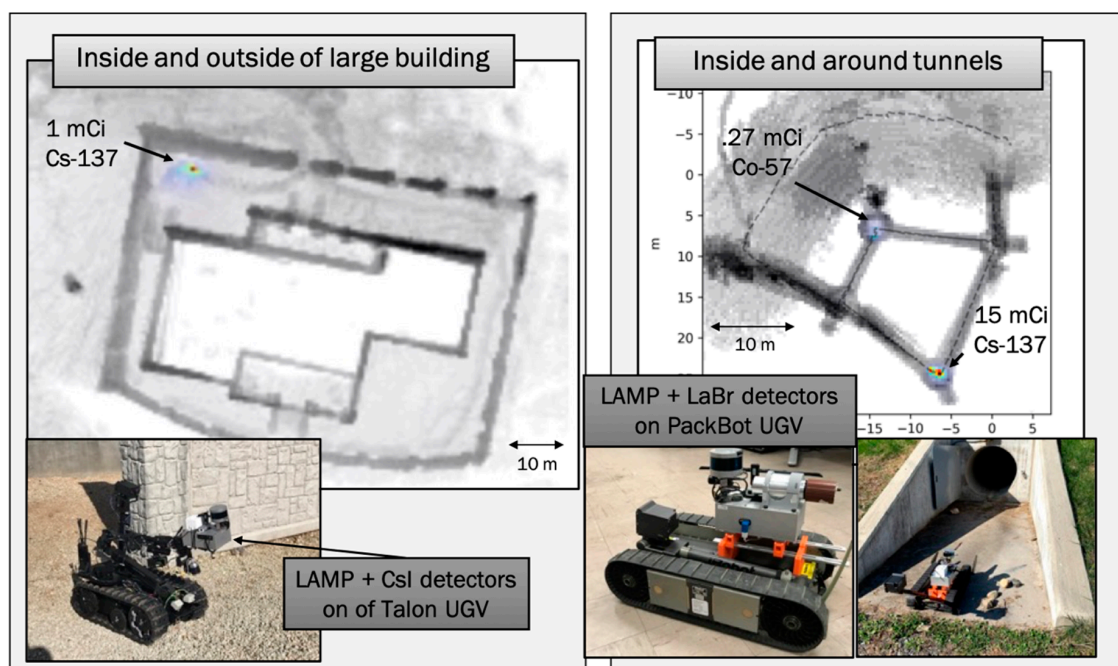 Inside and outside of large building
1 mCi
Cs-137
10 m
LAMP + CsI detectors
on of Talon UGV
Inside and around tunnels
−10
−5
0
5
10
15
20
m
.27 mCi
Co-57
10 m
15 mCi
Cs-137
LAMP + LaBr detectors
on PackBot UGV
−15
−10
−5
0
5